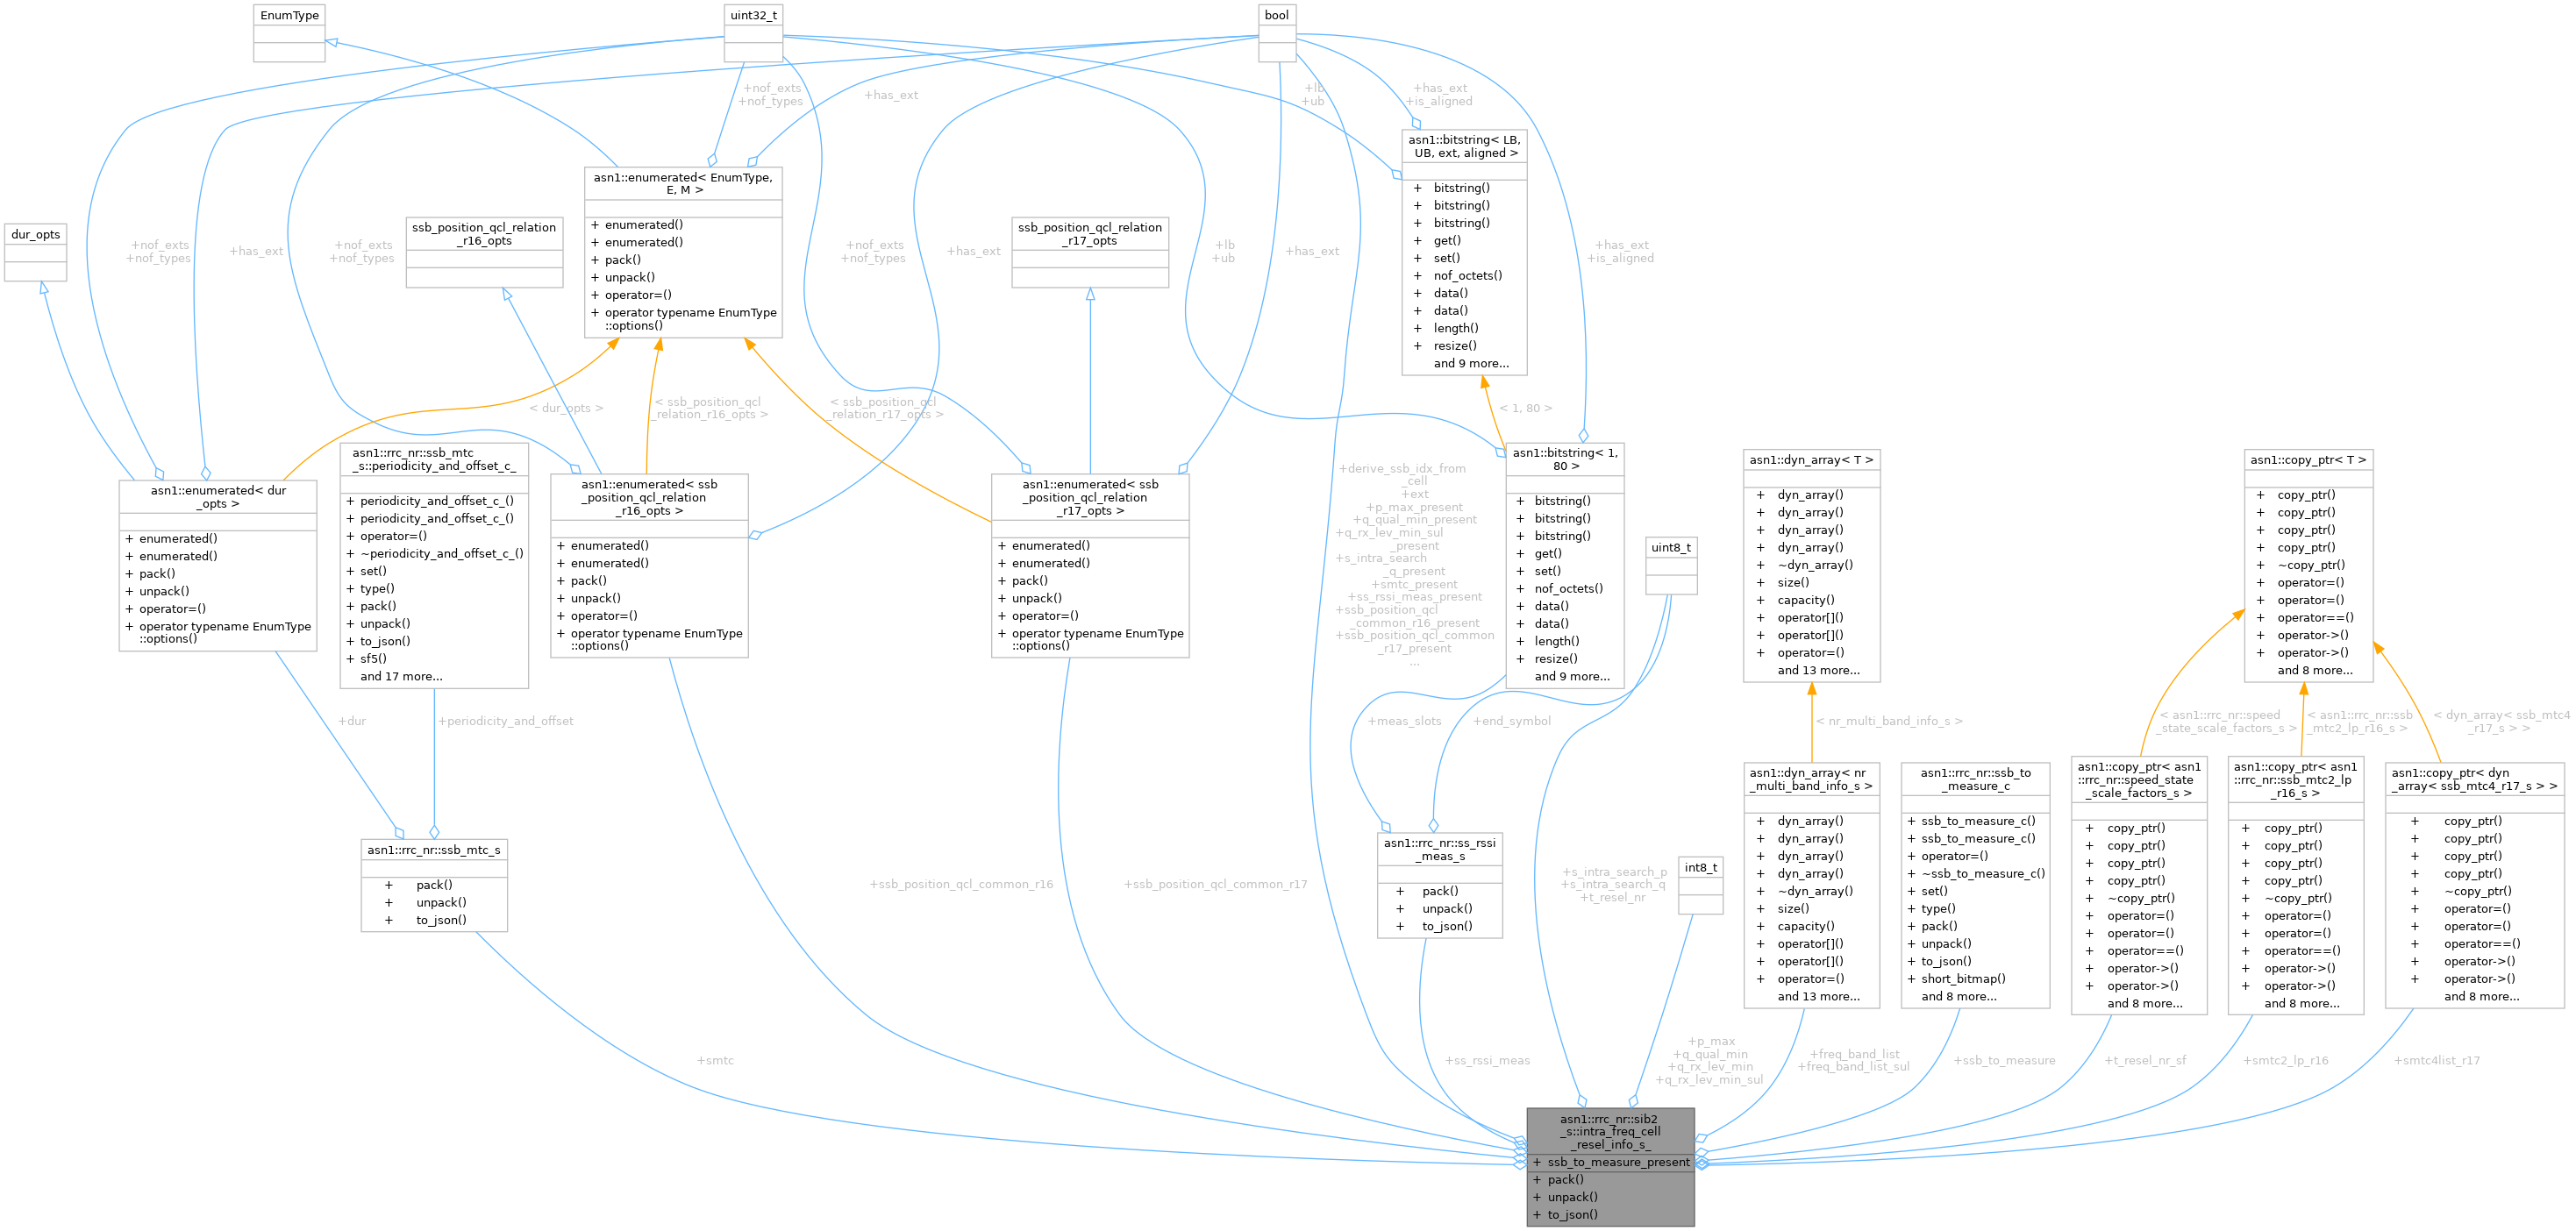 EnumType
uint32_t
bool
+nof_exts
+nof_types
+has_ext
+lb
+ub
+has_ext
+is_aligned
asn1::bitstring< LB,
UB, ext, aligned >
+ bitstring()
+ bitstring()
+ bitstring()
+ get()
+ set()
+ nof_octets()
+ data()
+ data()
+ length()
+ resize()
and 9 more...
asn1::enumerated< EnumType,
E, M >
+ enumerated()
+ enumerated()
+ pack()
+ unpack()
+ operator=()
+ operator typename EnumType
::options()
dur_opts
+nof_exts
+nof_types
+has_ext
+nof_exts
+nof_types
ssb_position_qcl_relation
_r16_opts
+nof_exts
+nof_types
+has_ext
ssb_position_qcl_relation
_r17_opts
+lb
+ub
+has_ext
+has_ext
+is_aligned
< dur_opts >
< ssb_position_qcl
_relation_r16_opts >
< ssb_position_qcl
_relation_r17_opts >
< 1, 80 >
asn1::enumerated< dur
_opts >
+ enumerated()
+ enumerated()
+ pack()
+ unpack()
+ operator=()
+ operator typename EnumType
::options()
asn1::rrc_nr::ssb_mtc
_s::periodicity_and_offset_c_
+ periodicity_and_offset_c_()
+ periodicity_and_offset_c_()
+ operator=()
+ ~periodicity_and_offset_c_()
+ set()
+ type()
+ pack()
+ unpack()
+ to_json()
+ sf5()
and 17 more...
asn1::enumerated< ssb
_position_qcl_relation
_r16_opts >
+ enumerated()
+ enumerated()
+ pack()
+ unpack()
+ operator=()
+ operator typename EnumType
::options()
asn1::enumerated< ssb
_position_qcl_relation
_r17_opts >
+ enumerated()
+ enumerated()
+ pack()
+ unpack()
+ operator=()
+ operator typename EnumType
::options()
+derive_ssb_idx_from
_cell
+ext
+p_max_present
+q_qual_min_present
+q_rx_lev_min_sul
_present
+s_intra_search
_q_present
+smtc_present
+ss_rssi_meas_present
+ssb_position_qcl
_common_r16_present
+ssb_position_qcl_common
_r17_present
...
asn1::bitstring< 1,
80 >
+ bitstring()
+ bitstring()
+ bitstring()
+ get()
+ set()
+ nof_octets()
+ data()
+ data()
+ length()
+ resize()
and 9 more...
uint8_t
asn1::dyn_array< T >
+ dyn_array()
+ dyn_array()
+ dyn_array()
+ dyn_array()
+ ~dyn_array()
+ size()
+ capacity()
+ operator[]()
+ operator[]()
+ operator=()
and 13 more...
asn1::copy_ptr< T >
+ copy_ptr()
+ copy_ptr()
+ copy_ptr()
+ copy_ptr()
+ ~copy_ptr()
+ operator=()
+ operator=()
+ operator==()
+ operator->()
+ operator->()
and 8 more...
+dur
+periodicity_and_offset
+meas_slots
+end_symbol
< nr_multi_band_info_s >
< asn1::rrc_nr::speed
_state_scale_factors_s >
< asn1::rrc_nr::ssb
_mtc2_lp_r16_s >
< dyn_array< ssb_mtc4
_r17_s > >
asn1::rrc_nr::ssb_mtc_s
+ pack()
+ unpack()
+ to_json()
+ssb_position_qcl_common_r16
+ssb_position_qcl_common_r17
asn1::rrc_nr::ss_rssi
_meas_s
+ pack()
+ unpack()
+ to_json()
+s_intra_search_p
+s_intra_search_q
+t_resel_nr
int8_t
asn1::dyn_array< nr
_multi_band_info_s >
+ dyn_array()
+ dyn_array()
+ dyn_array()
+ dyn_array()
+ ~dyn_array()
+ size()
+ capacity()
+ operator[]()
+ operator[]()
+ operator=()
and 13 more...
asn1::rrc_nr::ssb_to
_measure_c
+ ssb_to_measure_c()
+ ssb_to_measure_c()
+ operator=()
+ ~ssb_to_measure_c()
+ set()
+ type()
+ pack()
+ unpack()
+ to_json()
+ short_bitmap()
and 8 more...
asn1::copy_ptr< asn1
::rrc_nr::speed_state
_scale_factors_s >
+ copy_ptr()
+ copy_ptr()
+ copy_ptr()
+ copy_ptr()
+ ~copy_ptr()
+ operator=()
+ operator=()
+ operator==()
+ operator->()
+ operator->()
and 8 more...
asn1::copy_ptr< asn1
::rrc_nr::ssb_mtc2_lp
_r16_s >
+ copy_ptr()
+ copy_ptr()
+ copy_ptr()
+ copy_ptr()
+ ~copy_ptr()
+ operator=()
+ operator=()
+ operator==()
+ operator->()
+ operator->()
and 8 more...
asn1::copy_ptr< dyn
_array< ssb_mtc4_r17_s > >
+ copy_ptr()
+ copy_ptr()
+ copy_ptr()
+ copy_ptr()
+ ~copy_ptr()
+ operator=()
+ operator=()
+ operator==()
+ operator->()
+ operator->()
and 8 more...
+smtc
+ss_rssi_meas
+p_max
+q_qual_min
+q_rx_lev_min
+q_rx_lev_min_sul
+freq_band_list
+freq_band_list_sul
+ssb_to_measure
+t_resel_nr_sf
+smtc2_lp_r16
+smtc4list_r17
asn1::rrc_nr::sib2
_s::intra_freq_cell
_resel_info_s_
+ ssb_to_measure_present
+ pack()
+ unpack()
+ to_json()